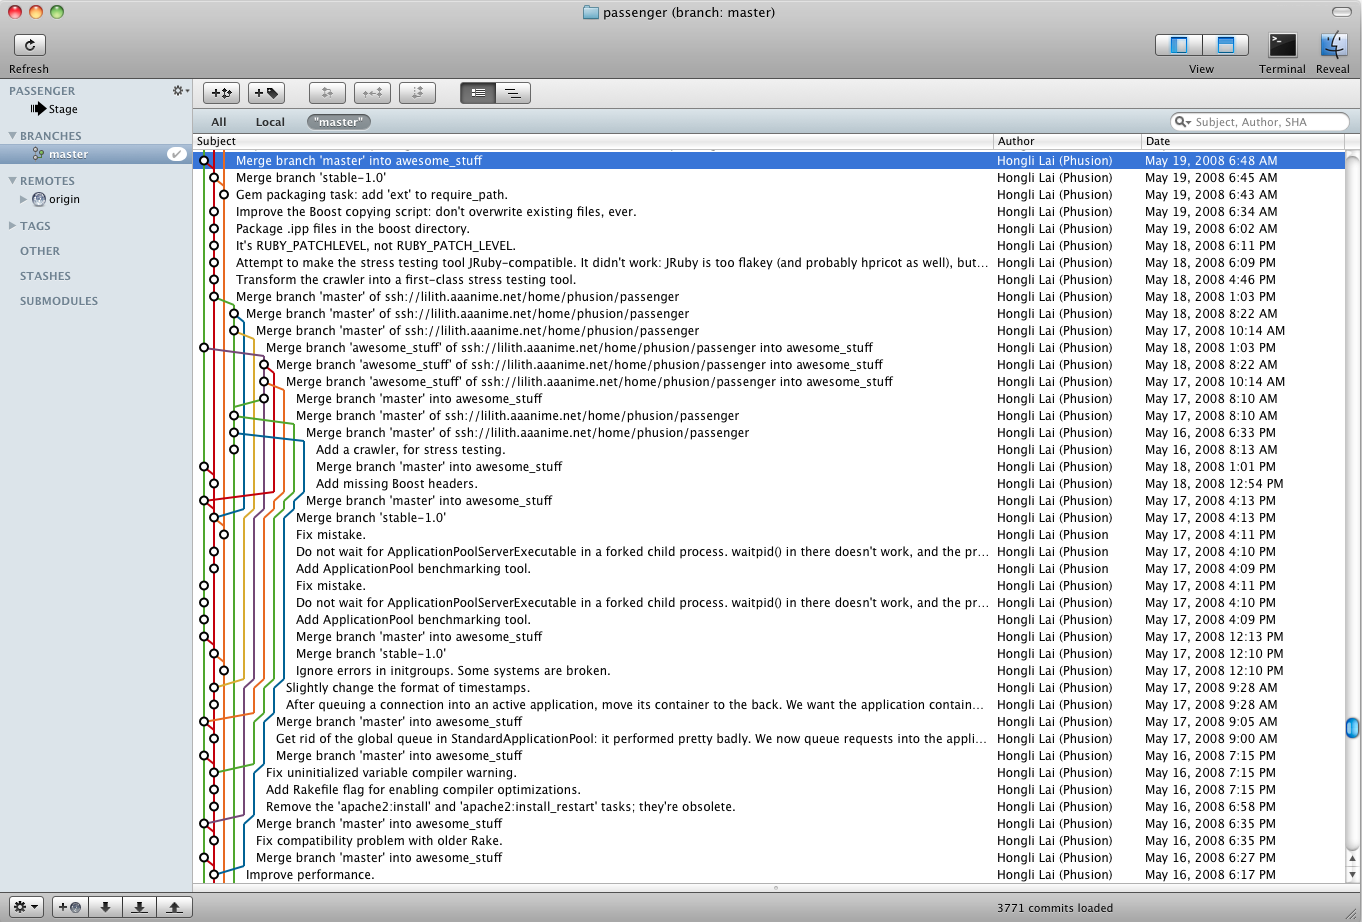 passenger (branch: master)
Refresh
View
Terminal
Reveal
PASSENGER
Stage
BRANCHES
master
REMOTES
origin
TAGS
OTHER
STASHES
SUBMODULES
All Local "master"
Subject, Author, SHA
Subject Author Date
Merge branch 'master' into awesome_stuff Hongli Lai (Phusion) May 19, 2008 6:48 AM
Merge branch 'stable-1.0' Hongli Lai (Phusion) May 19, 2008 6:45 AM
Gem packaging task: add 'ext' to require_path. Hongli Lai (Phusion) May 19, 2008 6:43 AM
Improve the Boost copying script: don't overwrite existing files, ever. Hongli Lai (Phusion) May 19, 2008 6:34 AM
Package .ipp files in the boost directory. Hongli Lai (Phusion) May 19, 2008 6:02 AM
It's RUBY_PATCHLEVEL, not RUBY_PATCH_LEVEL. Hongli Lai (Phusion) May 18, 2008 6:11 PM
Attempt to make the stress testing tool JRuby-compatible. It didn't work: JRuby is too flakey (and probably hpricot as well), but... Hongli Lai (Phusion) May 18, 2008 6:09 PM
Transform the crawler into a first-class stress testing tool. Hongli Lai (Phusion) May 18, 2008 4:46 PM
Merge branch 'master' of ssh://lilith.aaanime.net/home/phusion/passenger Hongli Lai (Phusion) May 18, 2008 1:03 PM
Merge branch 'master' of ssh://lilith.aaanime.net/home/phusion/passenger Hongli Lai (Phusion) May 18, 2008 8:22 AM
Merge branch 'master' of ssh://lilith.aaanime.net/home/phusion/passenger Hongli Lai (Phusion) May 17, 2008 10:14 AM
Merge branch 'awesome_stuff' of ssh://lilith.aaanime.net/home/phusion/passenger into awesome_stuff Hongli Lai (Phusion) May 18, 2008 1:03 PM
Merge branch 'awesome_stuff' of ssh://lilith.aaanime.net/home/phusion/passenger into awesome_stuff Hongli Lai (Phusion) May 18, 2008 8:22 AM
Merge branch 'awesome_stuff' of ssh://lilith.aaanime.net/home/phusion/passenger into awesome_stuff Hongli Lai (Phusion) May 17, 2008 10:14 AM
Merge branch 'master' into awesome_stuff Hongli Lai (Phusion) May 17, 2008 8:10 AM
Merge branch 'master' of ssh://lilith.aaanime.net/home/phusion/passenger Hongli Lai (Phusion) May 17, 2008 8:10 AM
Merge branch 'master' of ssh://lilith.aaanime.net/home/phusion/passenger Hongli Lai (Phusion) May 16, 2008 6:33 PM
Add a crawler, for stress testing. Hongli Lai (Phusion) May 16, 2008 8:13 AM
Merge branch 'master' into awesome_stuff Hongli Lai (Phusion) May 18, 2008 1:01 PM
Add missing Boost headers. Hongli Lai (Phusion) May 18, 2008 12:54 PM
Merge branch 'master' into awesome_stuff Hongli Lai (Phusion) May 17, 2008 4:13 PM
Merge branch 'stable-1.0' Hongli Lai (Phusion) May 17, 2008 4:13 PM
Fix mistake. Hongli Lai (Phusion May 17, 2008 4:11 PM
Do not wait for ApplicationPoolServerExecutable in a forked child process. waitpid() in there doesn't work, and the pr... Hongli Lai (Phusion May 17, 2008 4:10 PM
Add ApplicationPool benchmarking tool. Hongli Lai (Phusion May 17, 2008 4:09 PM
Fix mistake. Hongli Lai (Phusion) May 17, 2008 4:11 PM
Do not wait for ApplicationPoolServerExecutable in a forked child process. waitpid() in there doesn't work, and the pr... Hongli Lai (Phusion) May 17, 2008 4:10 PM
Add ApplicationPool benchmarking tool. Hongli Lai (Phusion) May 17, 2008 4:09 PM
Merge branch 'master' into awesome_stuff Hongli Lai (Phusion) May 17, 2008 12:13 PM
Merge branch 'stable-1.0' Hongli Lai (Phusion) May 17, 2008 12:10 PM
Ignore errors in initgroups. Some systems are broken. Hongli Lai (Phusion) May 17, 2008 12:10 PM
Slightly change the format of timestamps. Hongli Lai (Phusion) May 17, 2008 9:28 AM
After queuing a connection into an active application, move its container to the back. We want the application contain... Hongli Lai (Phusion) May 17, 2008 9:28 AM
Merge branch 'master' into awesome_stuff Hongli Lai (Phusion) May 17, 2008 9:05 AM
Get rid of the global queue in StandardApplicationPool: it performed pretty badly. We now queue requests into the appli... Hongli Lai (Phusion) May 17, 2008 9:00 AM
Merge branch 'master' into awesome_stuff Hongli Lai (Phusion) May 16, 2008 7:15 PM
Fix uninitialized variable compiler warning. Hongli Lai (Phusion) May 16, 2008 7:15 PM
Add Rakefile flag for enabling compiler optimizations. Hongli Lai (Phusion) May 16, 2008 7:15 PM
Remove the 'apache2:install' and 'apache2:install_restart' tasks; they're obsolete. Hongli Lai (Phusion) May 16, 2008 6:58 PM
Merge branch 'master' into awesome_stuff Hongli Lai (Phusion) May 16, 2008 6:35 PM
Fix compatibility problem with older Rake. Hongli Lai (Phusion) May 16, 2008 6:35 PM
Merge branch 'master' into awesome_stuff Hongli Lai (Phusion) May 16, 2008 6:27 PM
Improve performance. Hongli Lai (Phusion) May 16, 2008 6:17 PM
3771 commits loaded